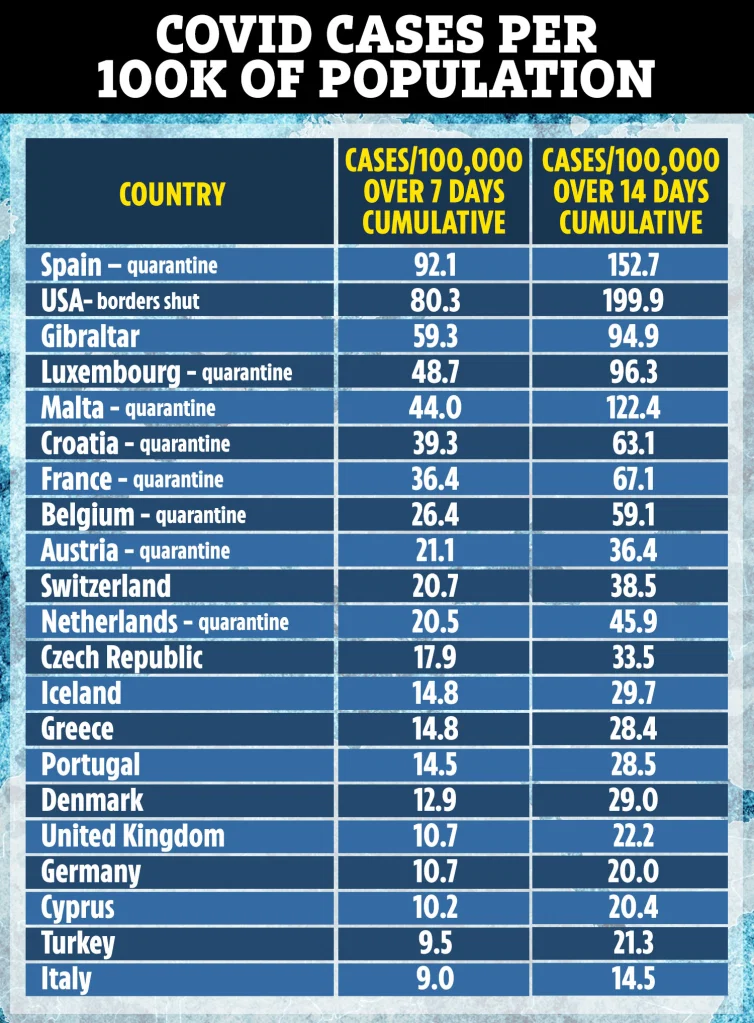 COVID CASES PER
100K OF POPULATION
COUNTRY
CASES/100,000
OVER 7 DAYS
CUMULATIVE
CASES/100,000
OVER 14 DAYS
CUMULATIVE
Spain – quarantine 92.1 152.7
USA- borders shut 80.3 199.9
Gibraltar 59.3 94.9
Luxembourg - quarantine 48.7 96.3
Malta - quarantine 44.0 122.4
Croatia - quarantine 39.3 63.1
France - quarantine 36.4 67.1
Belgium - quarantine 26.4 59.1
Austria - quarantine 21.1 36.4
Switzerland 20.7 38.5
Netherlands - quarantine 20.5 45.9
Czech Republic 17.9 33.5
Iceland 14.8 29.7
Greece 14.8 28.4
Portugal 14.5 28.5
Denmark 12.9 29.0
United Kingdom 10.7 22.2
Germany 10.7 20.0
Cyprus 10.2 20.4
Turkey 9.5 21.3
Italy 9.0 14.5